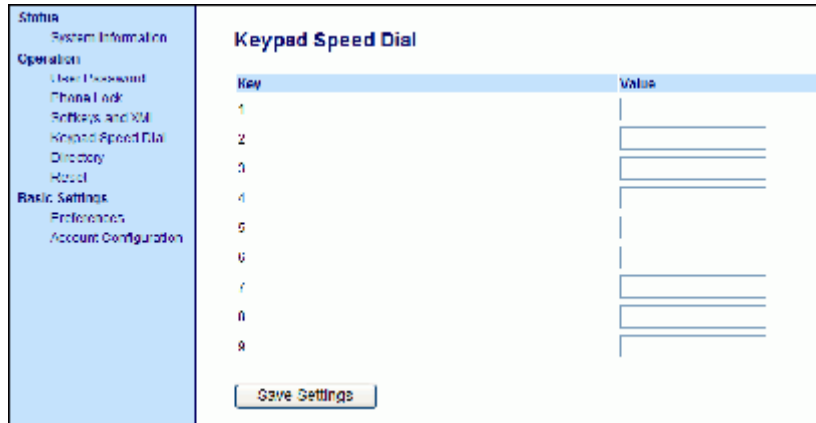 Status
System Information
Operation
User Password
Phone Lock
Softkeys and XML
Keypad Speed Dial
Directory
Reset
Basic Settings
Preferences
Account Configuration
Keypad Speed Dial
Key Value
1
2
3
4
5
6
7
8
9
Save Settings